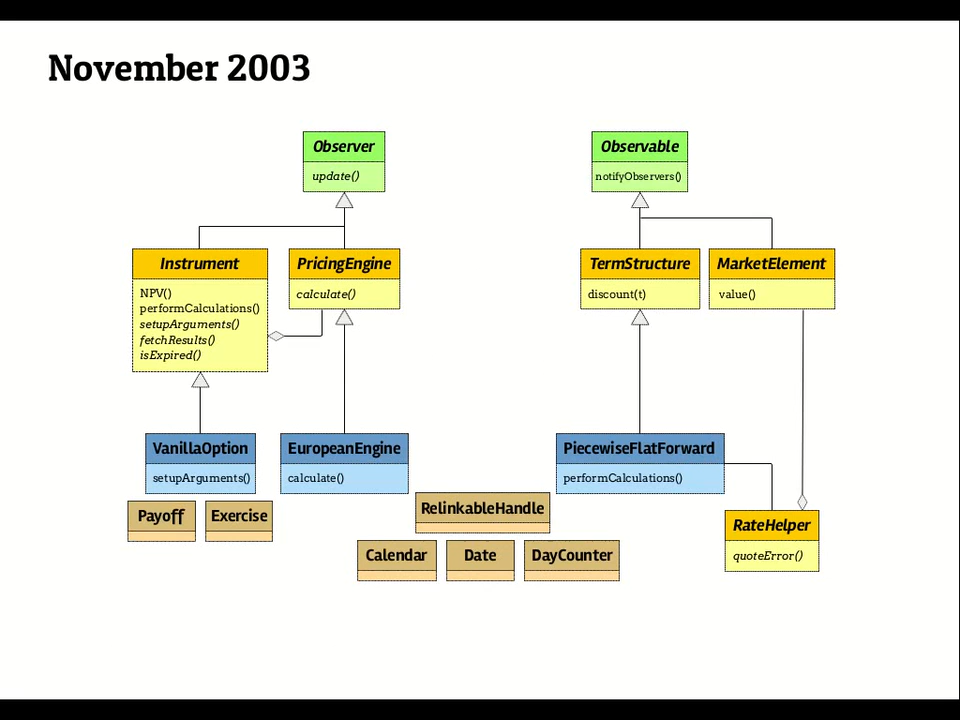 November 2003
Observer
update()
Observable
notifyObservers()
Instrument
NPV()
performCalculations()
setupArguments()
fetchResults()
isExpired()
PricingEngine
calculate()
TermStructure
discount(t)
MarketElement
value()
VanillaOption
setupArguments()
EuropeanEngine
calculate()
PiecewiseFlatForward
performCalculations()
Payoff
Exercise
RelinkableHandle
Calendar
Date
DayCounter
RateHelper
quoteError()